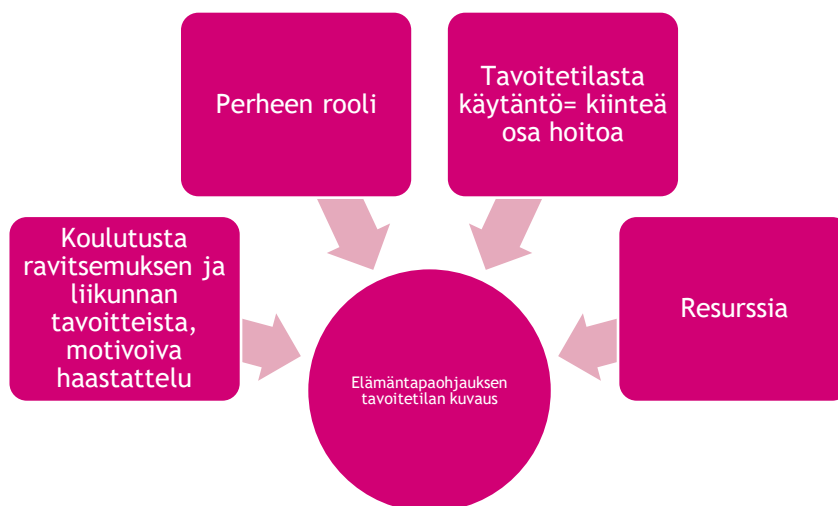 Perheen rooli
Tavoitetilasta
käytäntö= kiinteä
osa hoitoa
Koulutusta
ravitsemuksen ja
liikunnan
tavoitteista,
motivoiva
haastattelu
Resurssia
Elämäntapaohjauksen
tavoitetilan kuvaus